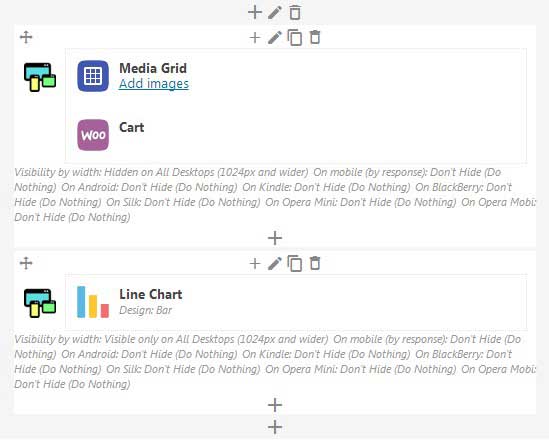 Media Grid
Add images
Woo
Cart
Visibility by width: Hidden on All Desktops (1024px and wider) On mobile (by response): Don't Hide (Do
Nothing) On Android: Don't Hide (Do Nothing) On Kindle: Don't Hide (Do Nothing) On BlackBerry: Don't
Hide (Do Nothing) On Silk: Don't Hide (Do Nothing) On Opera Mini: Don't Hide (Do Nothing) On Opera Mobi:
Don't Hide (Do Nothing)
Line Chart
Design: Bar
Visibility by width: Visible only on All Desktops (1024px and wider) On mobile (by response): Don't Hide (Do
Nothing) On Android: Don't Hide (Do Nothing) On Kindle: Don't Hide (Do Nothing) On BlackBerry: Don't
Hide (Do Nothing) On Silk: Don't Hide (Do Nothing) On Opera Mini: Don't Hide (Do Nothing) On Opera Mobi:
Don't Hide (Do Nothing)